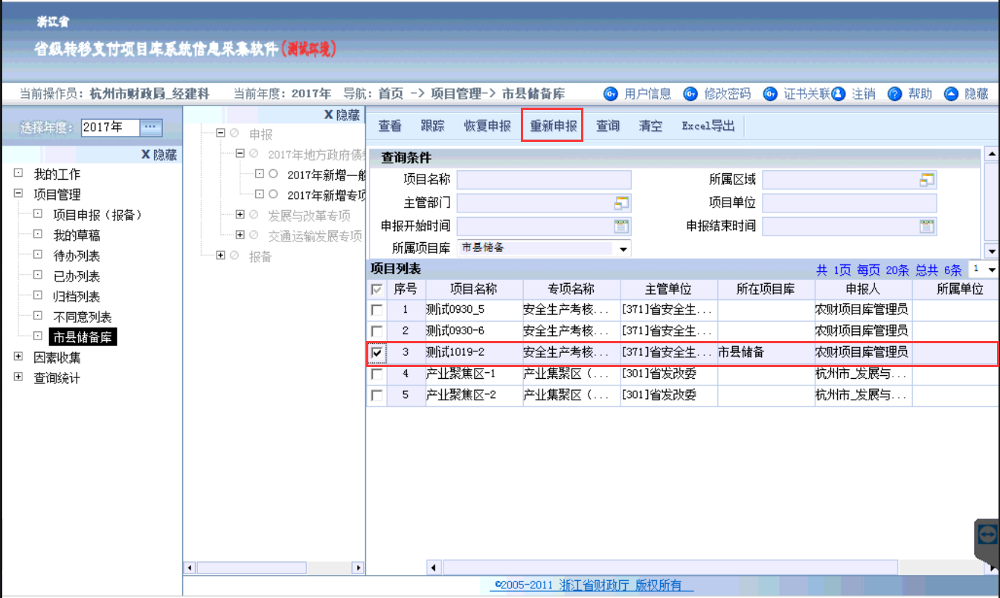 浙江省
省级转移支付项目库系统信息采集软件(测试环境)
当前操作员: 杭州市财政局_经建科 当前年度: 2017年 导航: 首页 -> 项目管理-> 市县储备库 用户信息 修改密码 证书关联 注销 帮助 隐藏
选择年度: 2017年 ...
X 隐藏
我的工作
项目管理
项目申报（报备）
我的草稿
待办列表
已办列表
归档列表
不同意列表
市县储备库
因素收集
查询统计
X 隐藏
申报
2017年地方政府债
2017年新增一般
2017年新增专项
发展与改革专项
交通运输发展专项
报备
查看 跟踪 恢复申报 重新申报 查询 清空 Excel导出
查询条件
项目名称 所属区域
主管部门 项目单位
申报开始时间 申报结束时间
所属项目库 市县储备
项目列表 共 1页 每页 20条 总共 6条 1
序号 项目名称 专项名称 主管单位 所在项目库 申报人 所属单位
1 测试0930_5 安全生产考核... [371]省安全生... 农财项目库管理员
2 测试0930-6 安全生产考核... [371]省安全生... 农财项目库管理员
3 测试1019-2 安全生产考核... [371]省安全生... 市县储备 农财项目库管理员
4 产业聚焦区-1 产业集聚区（... [301]省发改委 杭州市_发展与...
5 产业聚焦区-2 产业集聚区（... [301]省发改委 杭州市_发展与...
©2005-2011 浙江省财政厅 版权所有